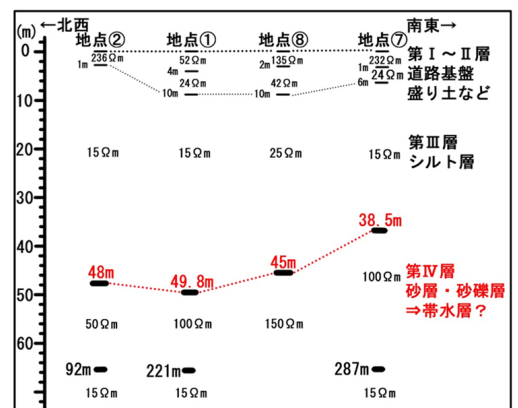 ←北西 南東→
(m) 地点② 地点① 地点⑧ 地点⑦
0 236Ωm 52Ωm 135Ωm 232Ωm 第Ⅰ～Ⅱ層
1m 4m 2m 1m 道路基盤
24Ωm 42Ωm 24Ωm
10 10m 10m 6m 盛り土など
20 15Ωm 15Ωm 25Ωm 15Ωm 第Ⅲ層
シルト層
30
38.5m
40
48m 49.8m 45m 100Ωm 第Ⅳ層
砂層・砂礫層
50 ⇒帯水層？
50Ωm 100Ωm 150Ωm
60
92m 221m 287m
15Ωm 15Ωm 15Ωm